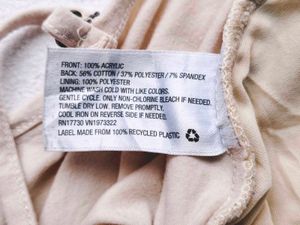 FRONT: 100% ACRYLIC
BACK: 56% COTTON / 37% POLYESTER / 7% SPANDEX
LINING: 100% POLYESTER
MACHINE WASH COLD WITH LIKE COLORS.
GENTLE CYCLE. ONLY NON-CHLORINE BLEACH IF NEEDED.
TUMBLE DRY LOW. REMOVE PROMPTLY.
COOL IRON ON REVERSE SIDE IF NEEDED.
RN17730 VN1973322
LABEL MADE FROM 100% RECYCLED PLASTIC